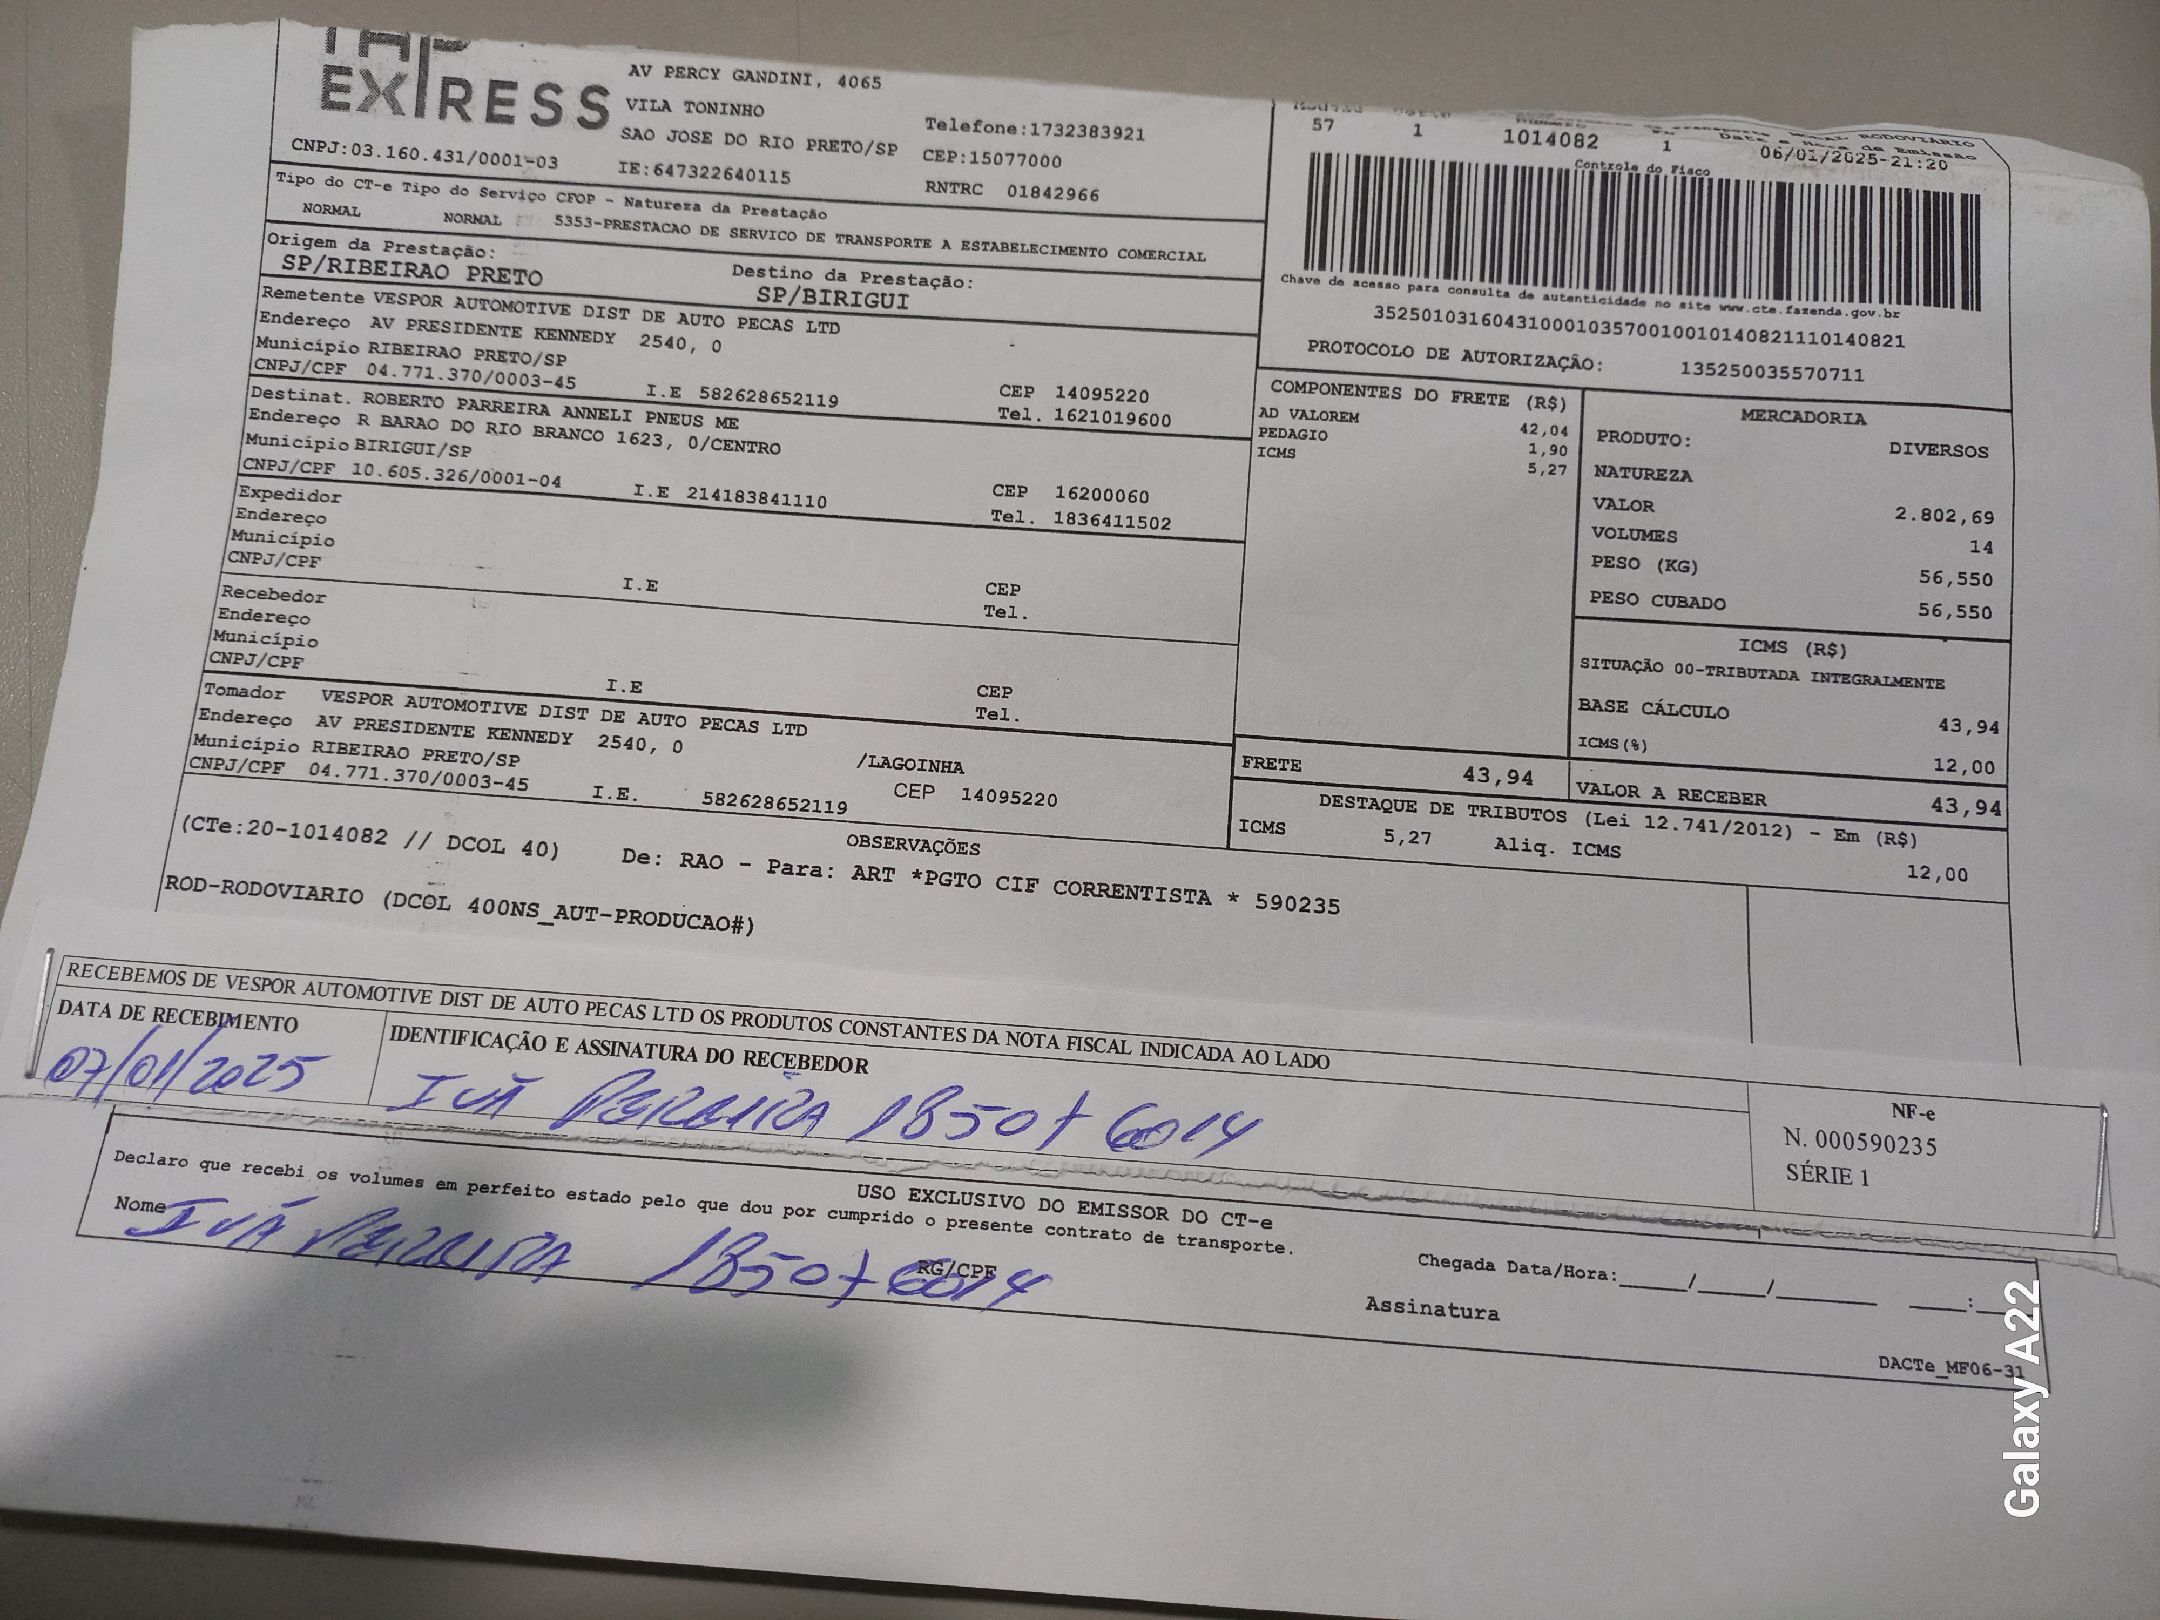 EXPRESS
AV PERCY GANDINI, 4065
VILA TONINHO
SAO JOSE DO RIO PRETO/SP
Telefone:1732383921
CEP:15077000
CNPJ:03.160.431/0001-03
IE:647322640115
RNTRC 01842966
57 1 1014082 1 06/01/2025-21:20
Controle do Fisco
Chave de acesso para consulta de autenticidade no site www.cte.fazenda.gov.br
35250103160431000103570010010140821110140821
PROTOCOLO DE AUTORIZAÇÃO: 135250035570711
Tipo do CT-e Tipo do Serviço CFOP - Natureza da Prestação
NORMAL NORMAL 5353-PRESTACAO DE SERVICO DE TRANSPORTE A ESTABELECIMENTO COMERCIAL
Origem da Prestação:
SP/RIBEIRAO PRETO
Destino da Prestação:
SP/BIRIGUI
Remetente VESPOR AUTOMOTIVE DIST DE AUTO PECAS LTD
Endereço AV PRESIDENTE KENNEDY 2540, 0
Município RIBEIRAO PRETO/SP
CNPJ/CPF 04.771.370/0003-45 I.E 582628652119
CEP 14095220
Tel. 1621019600
Destinat. ROBERTO PARREIRA ANNELI PNEUS ME
Endereço R BARAO DO RIO BRANCO 1623, 0/CENTRO
Município BIRIGUI/SP
CNPJ/CPF 10.605.326/0001-04 I.E 214183841110
CEP 16200060
Tel. 1836411502
Expedidor
Endereço
Município
CNPJ/CPF
I.E
CEP
Tel.
Recebedor
Endereço
Município
CNPJ/CPF
I.E
CEP
Tel.
Tomador VESPOR AUTOMOTIVE DIST DE AUTO PECAS LTD
Endereço AV PRESIDENTE KENNEDY 2540, 0
/LAGOINHA
Município RIBEIRAO PRETO/SP
CNPJ/CPF 04.771.370/0003-45 I.E. 582628652119
CEP 14095220
COMPONENTES DO FRETE (R$)
AD VALOREM 42,04
PEDAGIO 1,90
ICMS 5,27
MERCADORIA
PRODUTO: DIVERSOS
NATUREZA
VALOR 2.802,69
VOLUMES 14
PESO (KG) 56,550
PESO CUBADO 56,550
ICMS (R$)
SITUAÇÃO 00-TRIBUTADA INTEGRALMENTE
BASE CÁLCULO 43,94
ICMS(%) 12,00
FRETE 43,94
VALOR A RECEBER 43,94
DESTAQUE DE TRIBUTOS (Lei 12.741/2012) - Em (R$)
ICMS 5,27 Aliq. ICMS 12,00
OBSERVAÇÕES
(CTe:20-1014082 // DCOL 40) De: RAO - Para: ART *PGTO CIF CORRENTISTA * 590235
ROD-RODOVIARIO (DCOL 400NS_AUT-PRODUCAO#)
RECEBEMOS DE VESPOR AUTOMOTIVE DIST DE AUTO PECAS LTD OS PRODUTOS CONSTANTES DA NOTA FISCAL INDICADA AO LADO
DATA DE RECEBIMENTO
07/01/2025
IDENTIFICAÇÃO E ASSINATURA DO RECEBEDOR
IVÃ PEREIRA 18507 6014
NF-e
N. 000590235
SÉRIE 1
USO EXCLUSIVO DO EMISSOR DO CT-e
Declaro que recebi os volumes em perfeito estado pelo que dou por cumprido o presente contrato de transporte.
Nome IVÃ PEREIRA 18507 6014
RG/CPF
Chegada Data/Hora:____/____/______ ___:__
Assinatura
DACTe_MF06-31
Galaxy A22